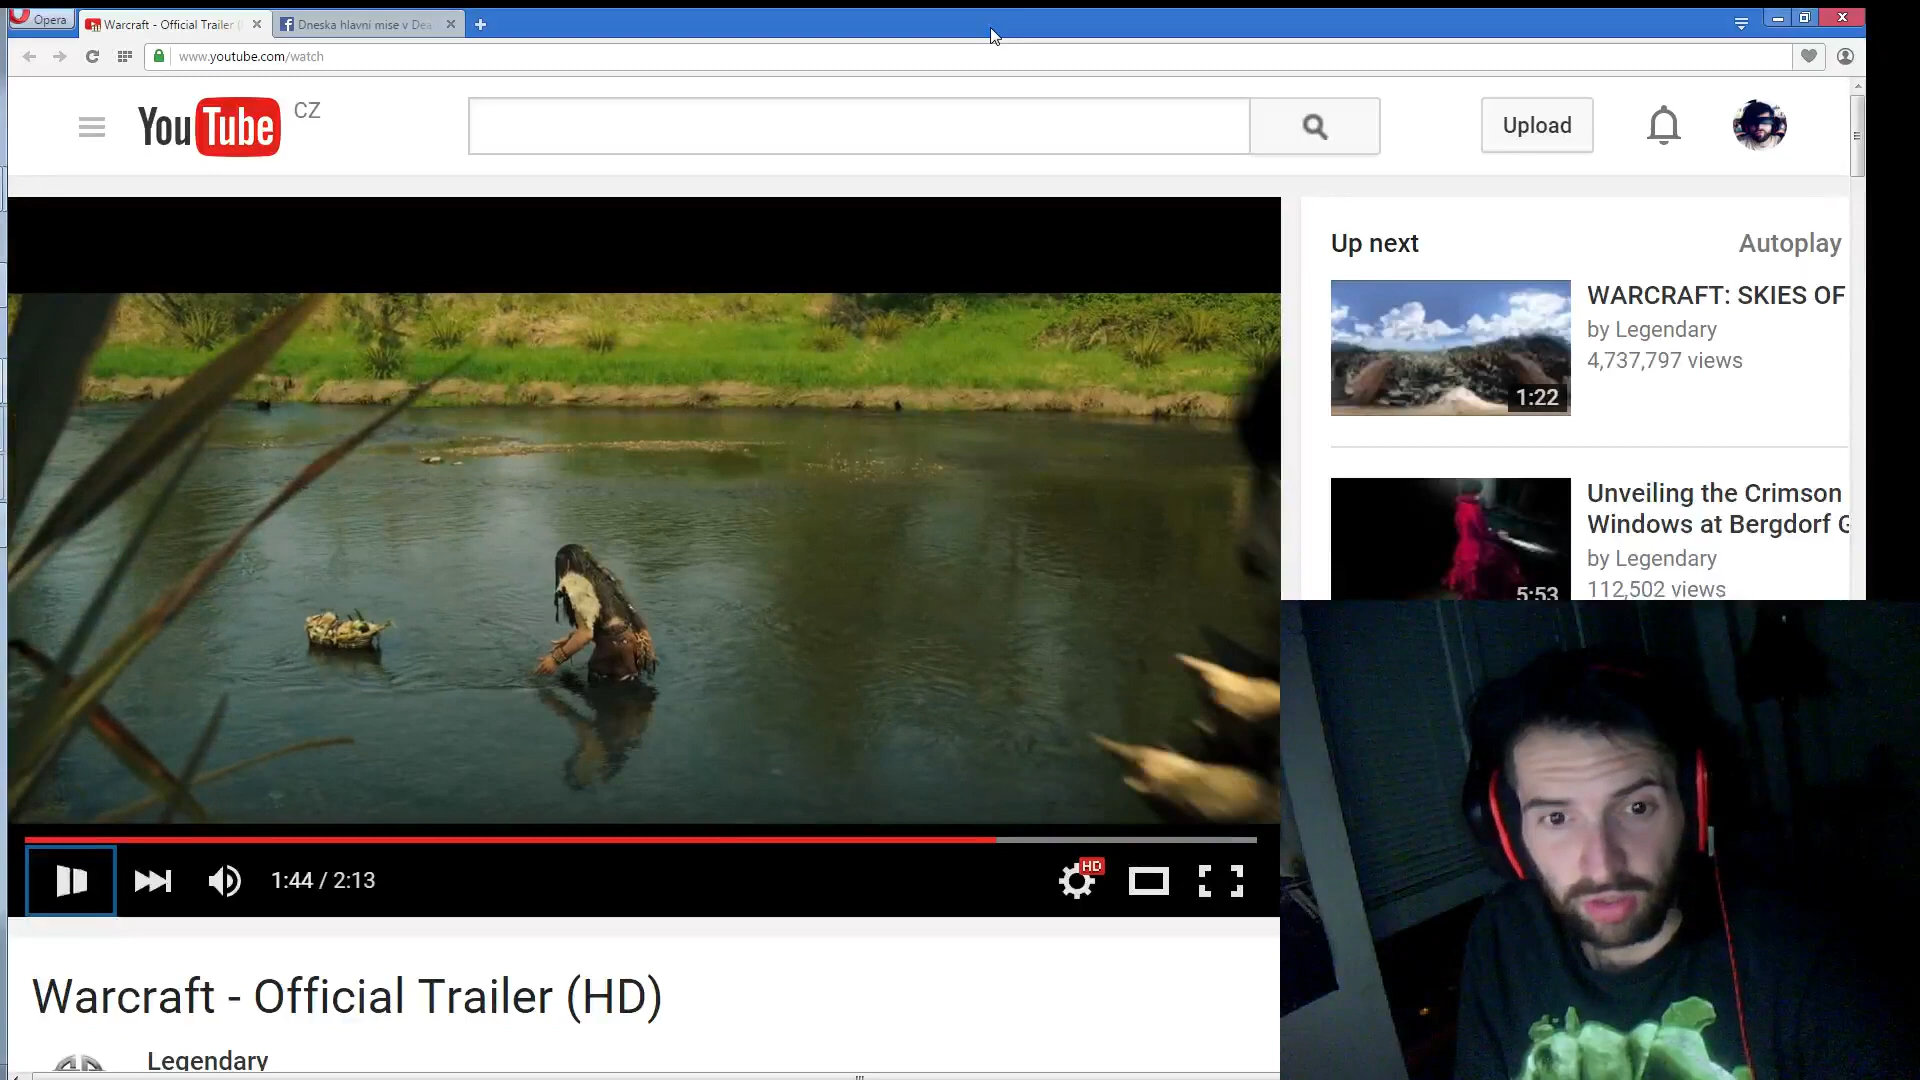 Opera
Warcraft - Official Trailer (
Dneska hlavní mise v Dea
www.youtube.com/watch
YouTube CZ
Upload
Up next
Autoplay
WARCRAFT: SKIES OF
by Legendary
4,737,797 views
1:22
Unveiling the Crimson
Windows at Bergdorf G
by Legendary
112,502 views
5:53
1:44 / 2:13
HD
Warcraft - Official Trailer (HD)
Legendary